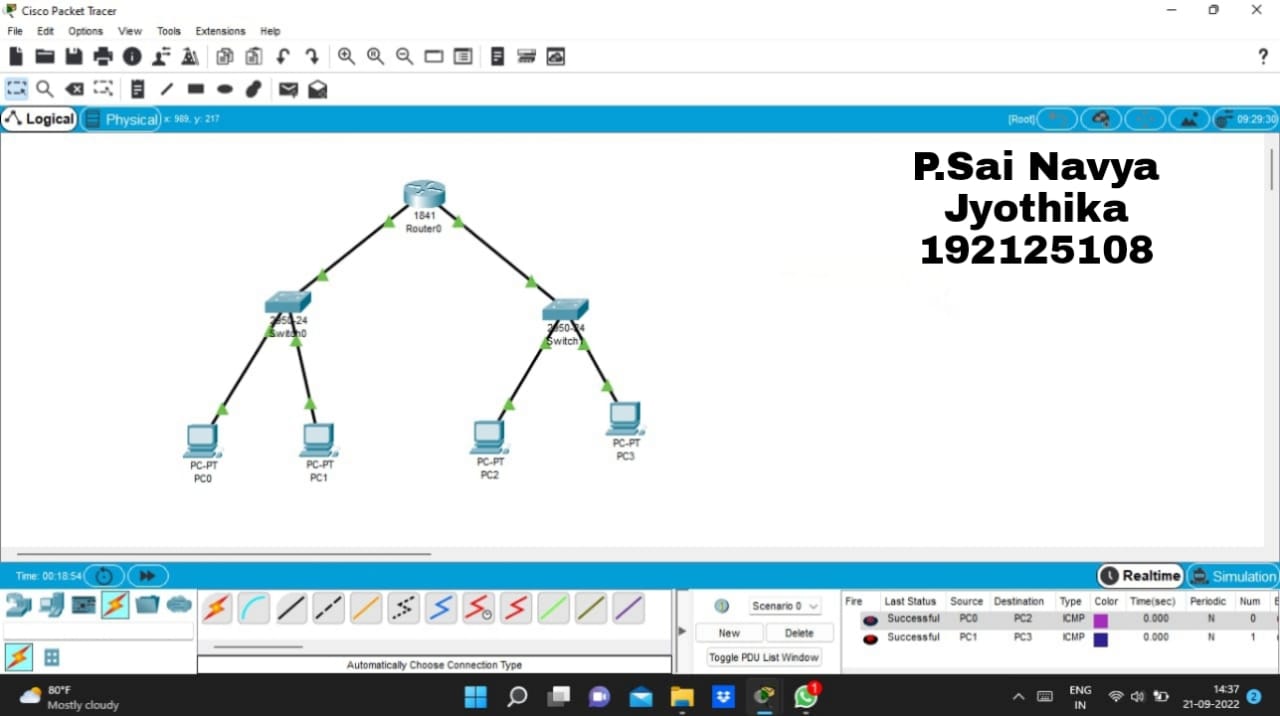 Cisco Packet Tracer
File Edit Options View Tools Extensions Help
?
Logical Physical x: 989, y: 217 [Root] 09:29:30
P.Sai Navya
Jyothika
192125108
1841
Router0
2950-24
Switch0
2950-24
Switch1
PC-PT
PC0
PC-PT
PC1
PC-PT
PC2
PC-PT
PC3
Time: 00:18:54 Realtime Simulation
Scenario 0
New Delete
Toggle PDU List Window
Automatically Choose Connection Type
Fire Last Status Source Destination Type Color Time(sec) Periodic Num E
Successful PC0 PC2 ICMP 0.000 N 0
Successful PC1 PC3 ICMP 0.000 N 1
80°F
Mostly cloudy
1
ENG
IN
14:37
21-09-2022
2